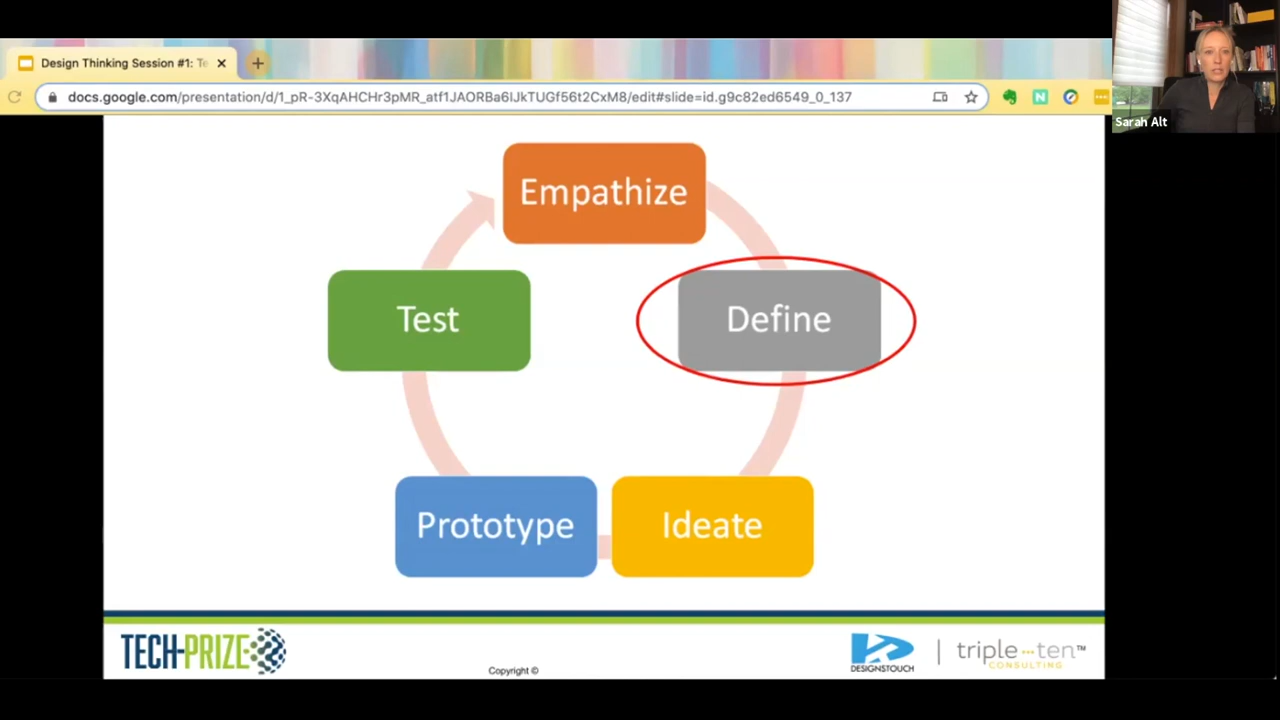 Design Thinking Session #1: Te
docs.google.com/presentation/d/1_pR-3XqAHCHr3pMR_atf1JAORBa6lJkTUGf56t2CxM8/edit#slide=id.g9c82ed6549_0_137
Sarah Alt
Empathize
Test
Define
Prototype
Ideate
TECH-PRIZE
Copyright ©
DESIGNSTOUCH
triple···ten™
CONSULTING